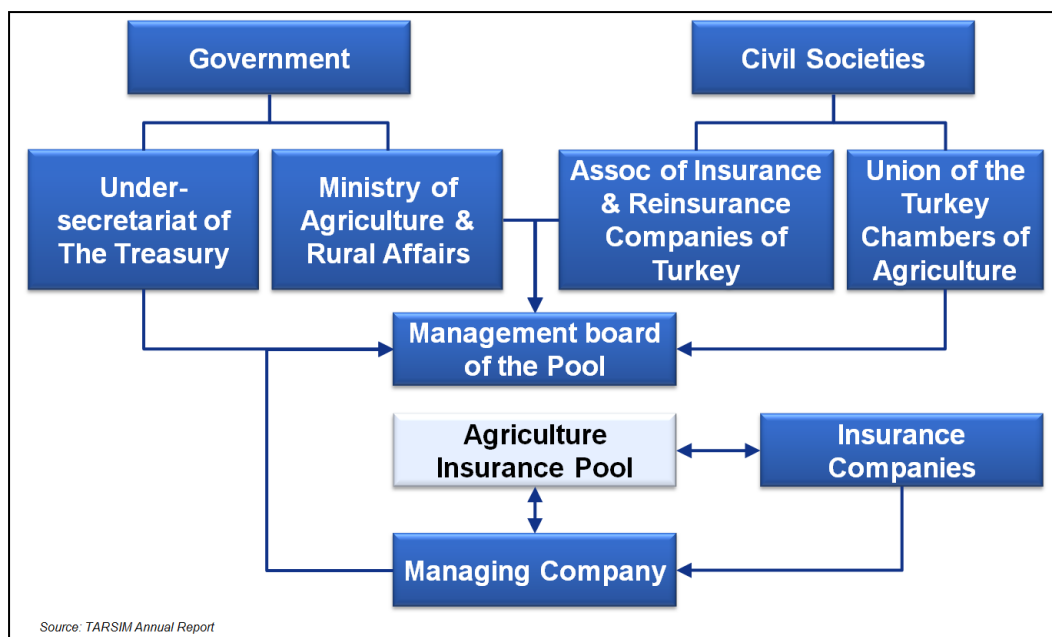 Government
Civil Societies
Under-
secretariat of
The Treasury
Ministry of
Agriculture &
Rural Affairs
Assoc of Insurance
& Reinsurance
Companies of
Turkey
Union of the
Turkey
Chambers of
Agriculture
Management board
of the Pool
Agriculture
Insurance Pool
Insurance
Companies
Managing Company
Source: TARSIM Annual Report